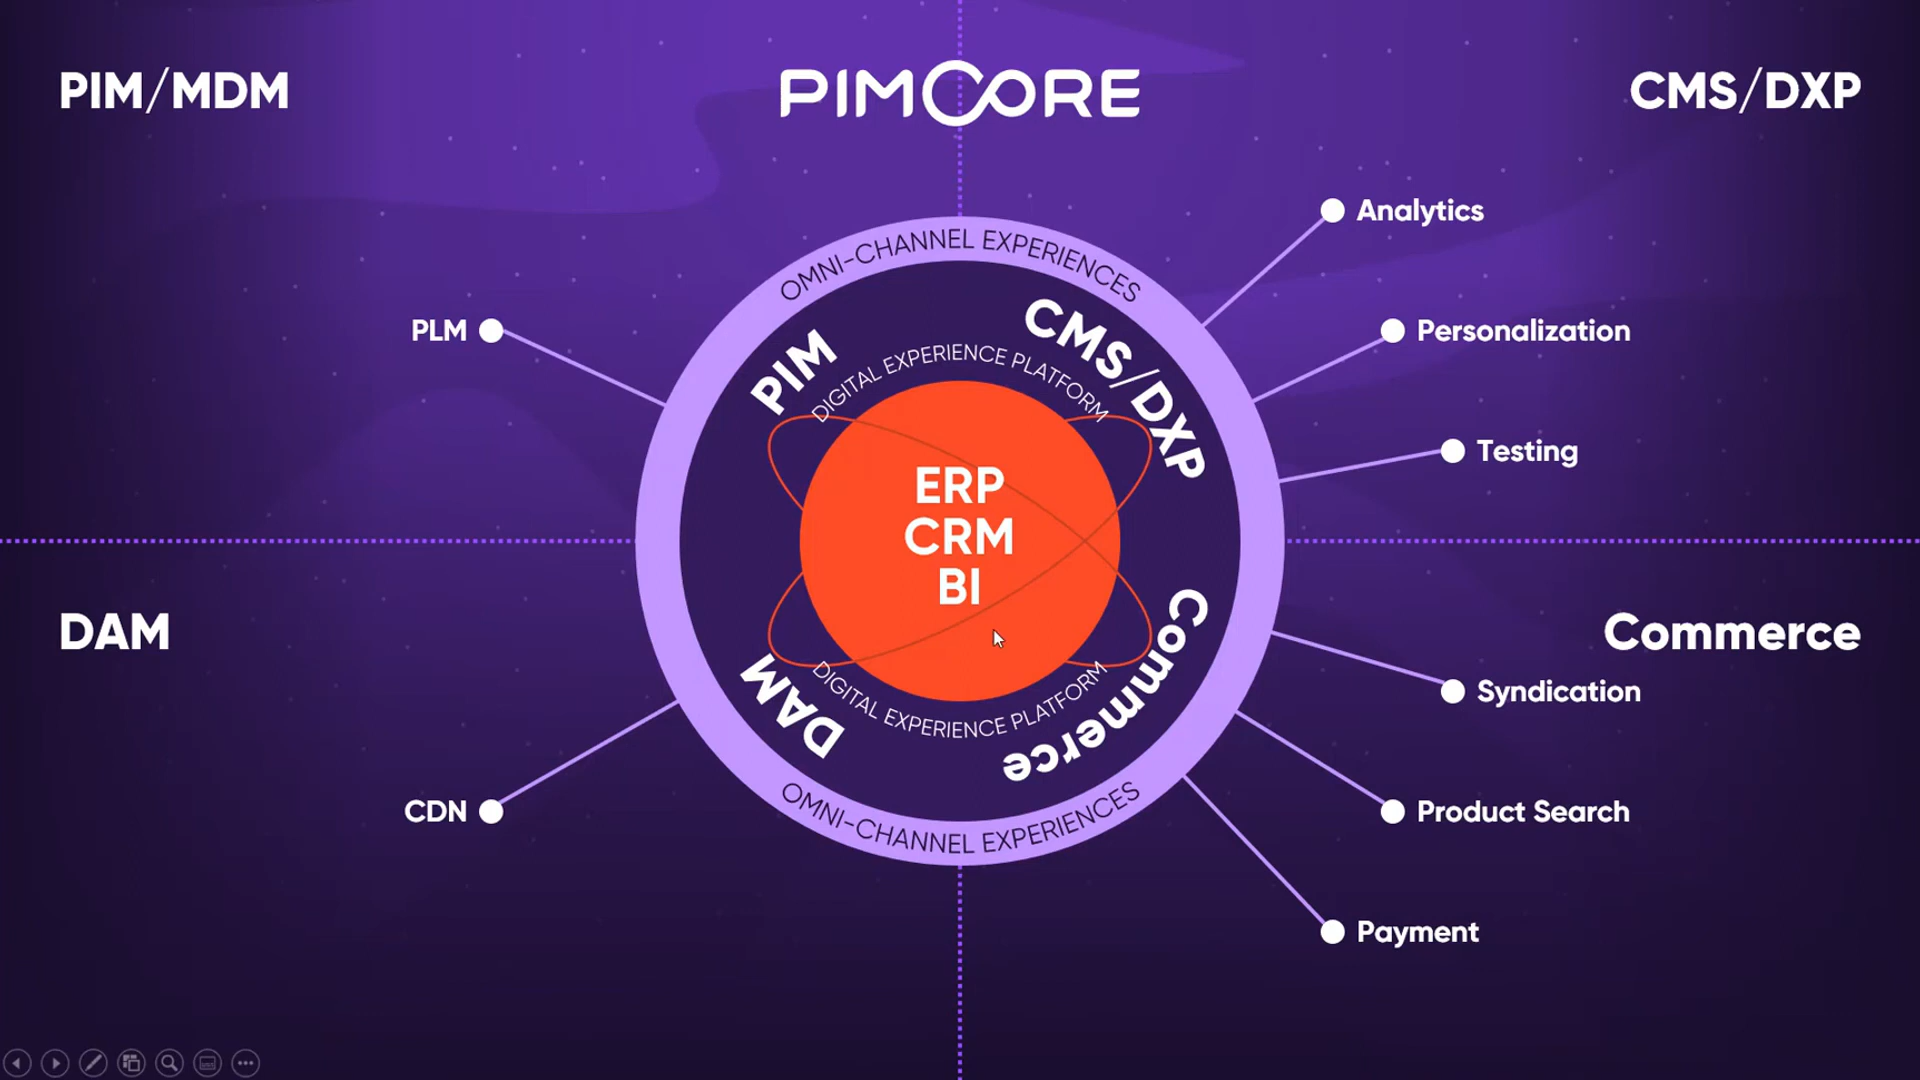 PIM/MDM
PIMCORE
CMS/DXP
Analytics
OMNI-CHANNEL EXPERIENCES
PLM
PIM
CMS/DXP
Personalization
DIGITAL EXPERIENCE PLATFORM
Testing
ERP
CRM
BI
DAM
Commerce
Commerce
DAM
DIGITAL EXPERIENCE PLATFORM
Syndication
CDN
OMNI-CHANNEL EXPERIENCES
Product Search
Payment